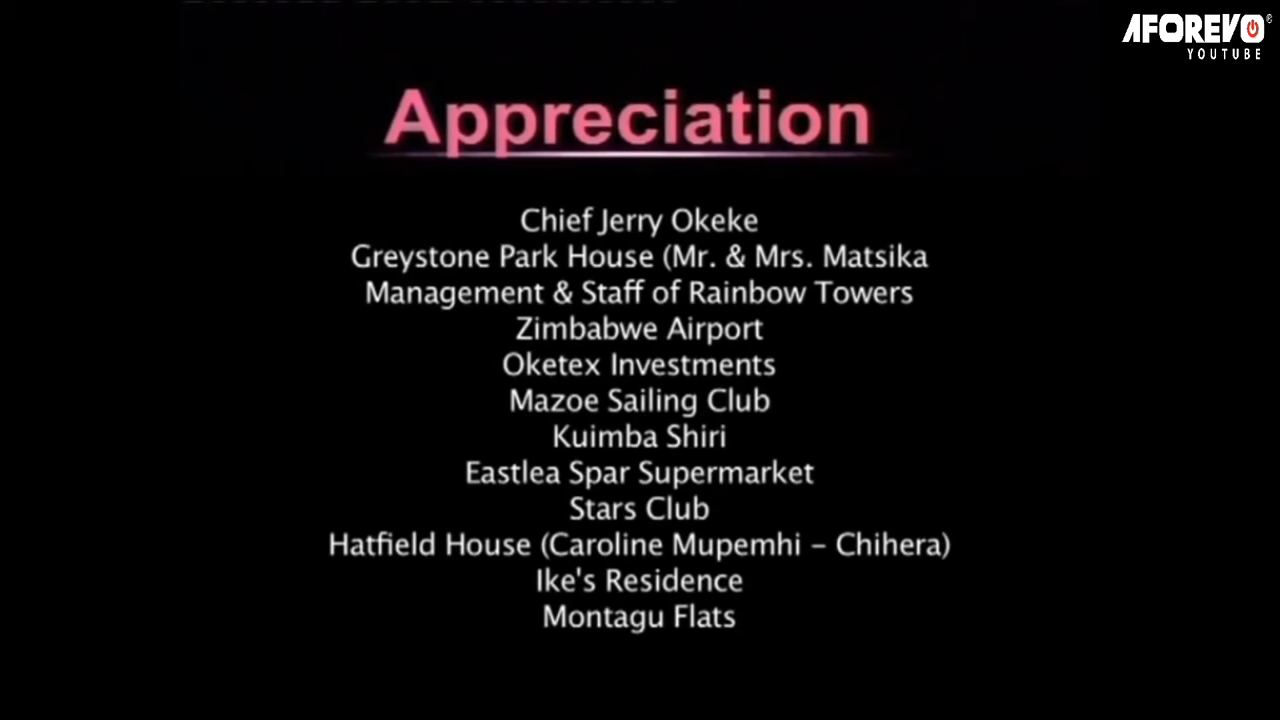 AFOREVO
YOUTUBE
Appreciation
Chief Jerry Okeke
Greystone Park House (Mr. & Mrs. Matsika
Management & Staff of Rainbow Towers
Zimbabwe Airport
Oketex Investments
Mazoe Sailing Club
Kuimba Shiri
Eastlea Spar Supermarket
Stars Club
Hatfield House (Caroline Mupemhi - Chihera)
Ike's Residence
Montagu Flats